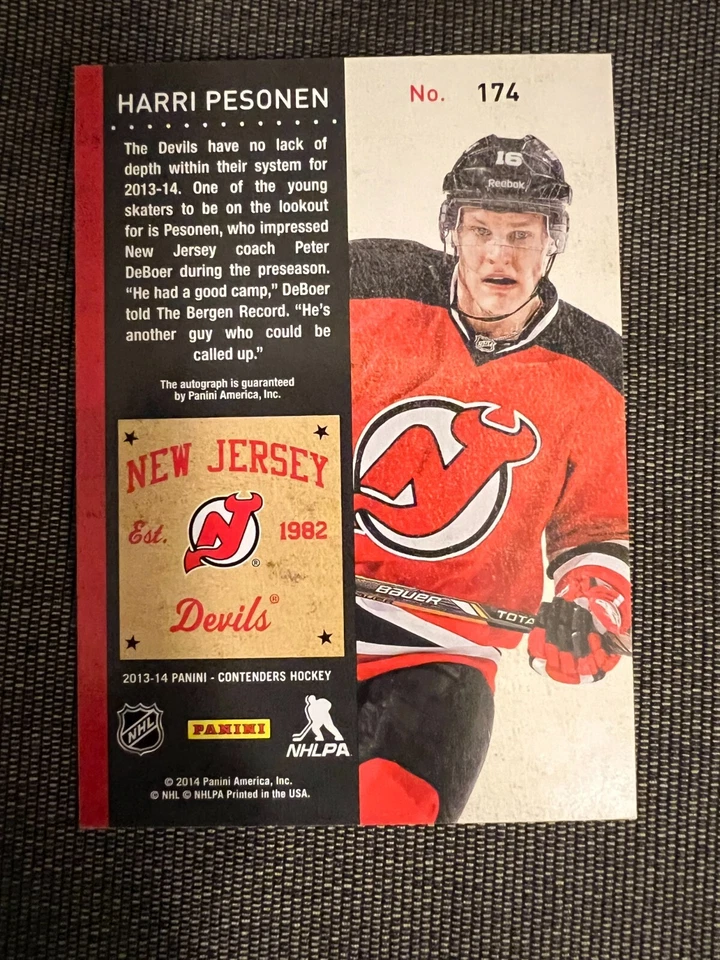 HARRI PESONEN
The Devils have no lack of
depth within their system for
2013-14. One of the young
skaters to be on the lookout
for is Pesonen, who impressed
New Jersey coach Peter
DeBoer during the preseason.
“He had a good camp,” DeBoer
told The Bergen Record. “He’s
another guy who could be
called up.”
The autograph is guaranteed
by Panini America, Inc.
NEW JERSEY
Est. 1982
Devils®
®
2013-14 PANINI - CONTENDERS HOCKEY
NHL
PANINI
NHLPA
© 2014 Panini America, Inc.
© NHL © NHLPA Printed in the USA.
No. 174
16
Reebok
BAUER
TOTA